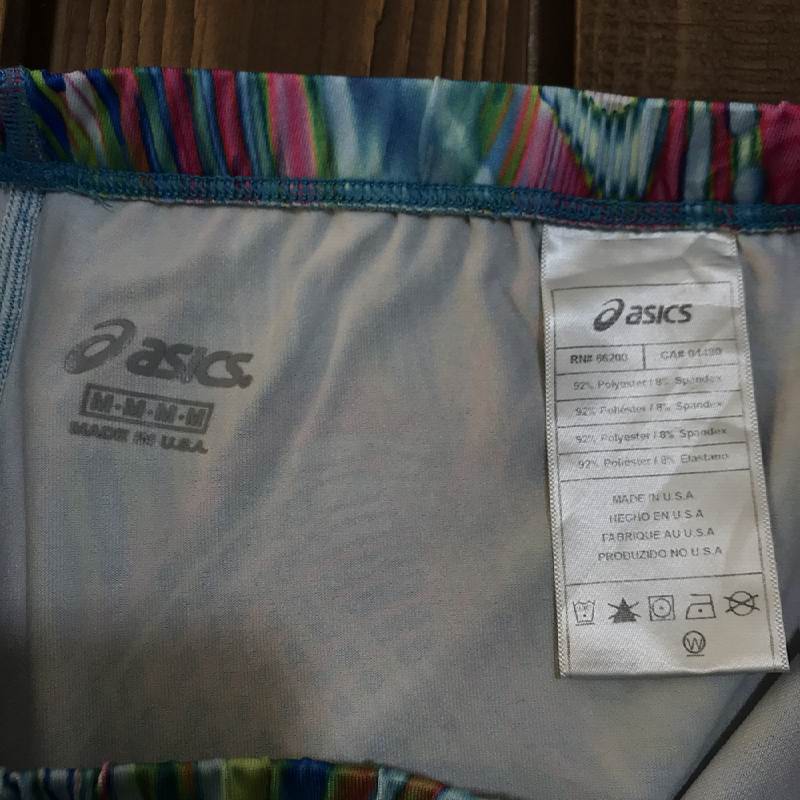 asics.
M·M·M·M
MADE IN U.S.A.
asics
RN# 66200 CA# 04480
92% Polyester / 8% Spandex
92% Poliéster / 8% Spandex
92% Polyester / 8% Spandex
92% Poliéster / 8% Elastano
MADE IN U.S.A
HECHO EN U.S.A
FABRIQUE AU U.S.A
PRODUZIDO NO U.S.A
W